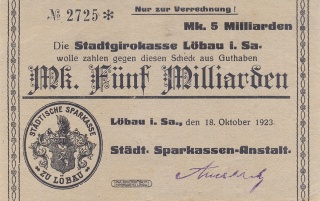 № 2725 *
Nur zur Verrechnung!
Mk. 5 Milliarden
Die Stadtgirokasse Löbau i. Sa.
wolle zahlen gegen diesen Scheck aus Guthaben
Mk. Fünf Milliarden
Löbau i. Sa., den 18. Oktober 1923.
Städt. Sparkassen-Anstalt.
STÄDTISCHE SPARKASSE
ZU LÖBAU